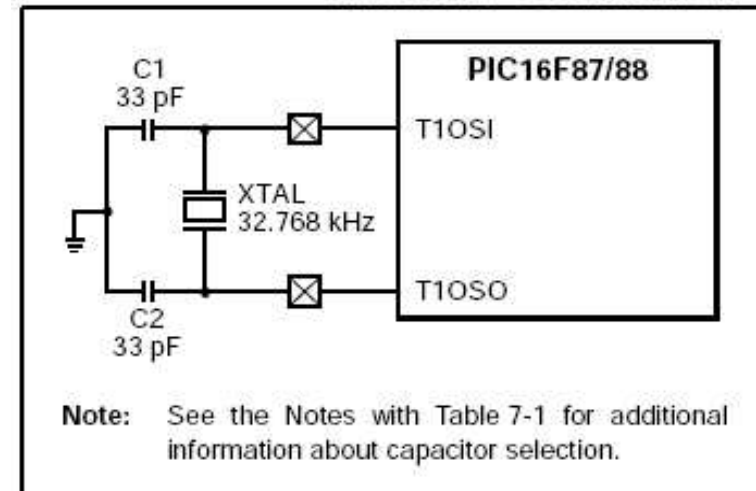 C1
33 pF
PIC16F87/88
T1OSI
XTAL
32.768 kHz
T1OSO
C2
33 pF
Note: See the Notes with Table 7-1 for additional
information about capacitor selection.